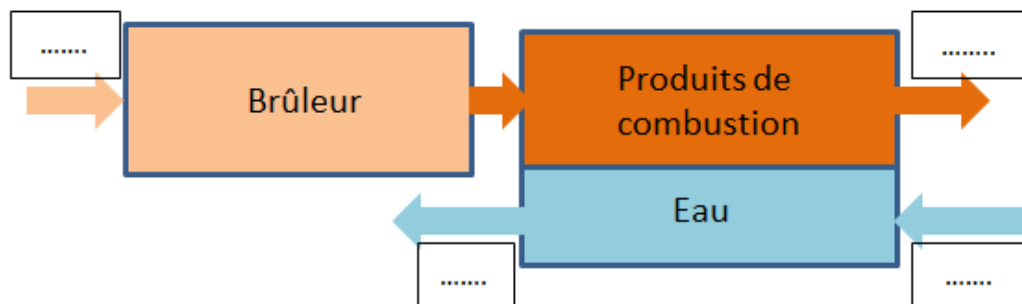 .......
Brûleur
Produits de
combustion
........
Eau
.......
.......